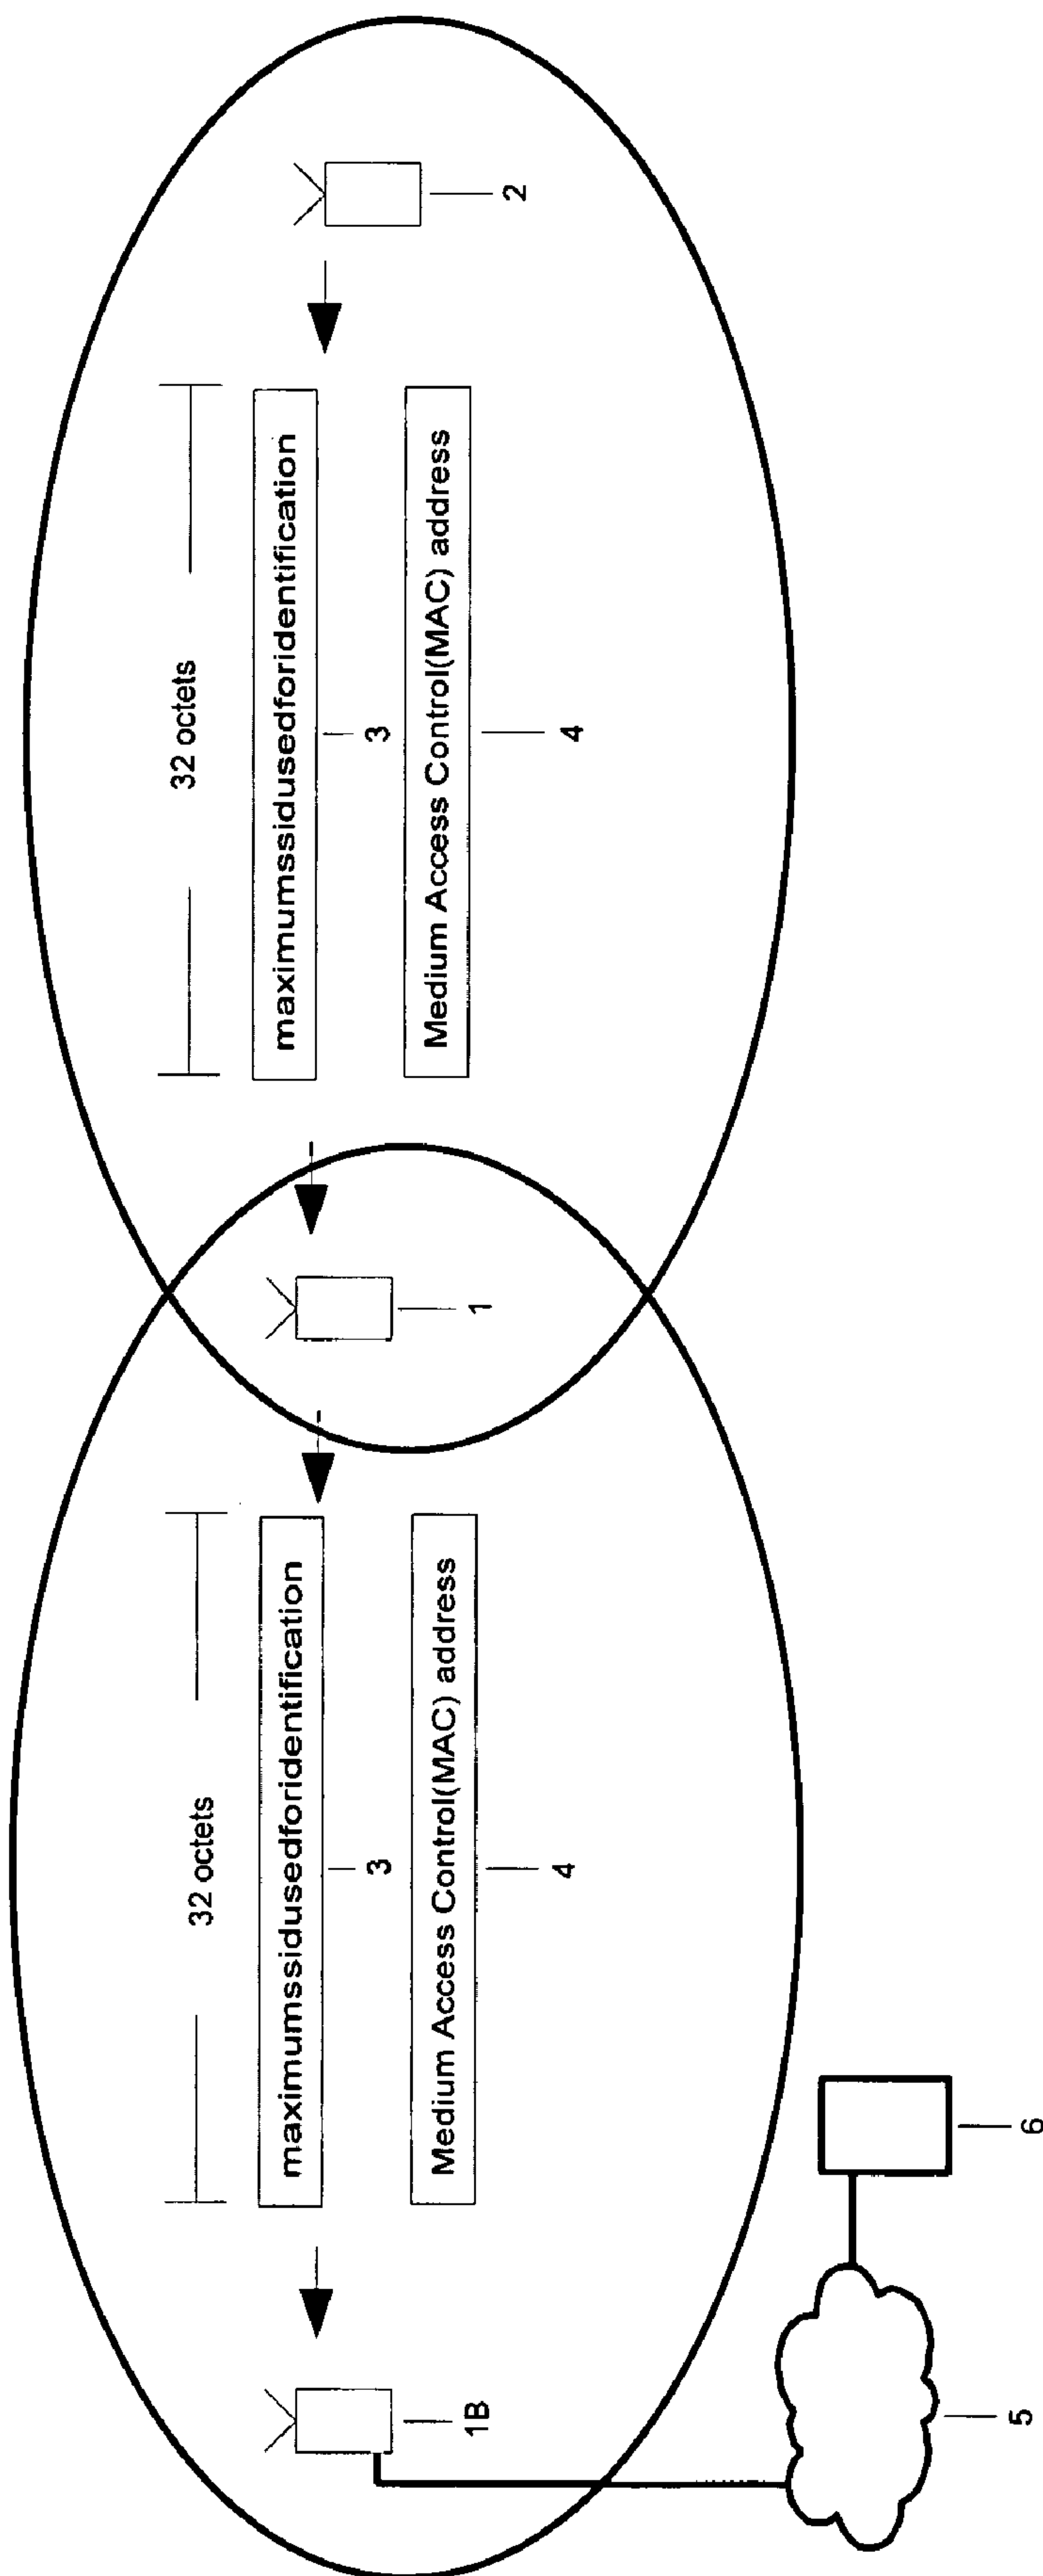 32 octets
32 octets
maximumssidusedforidentification
maximumssidusedforidentification
3
3
Medium Access Control(MAC) address
Medium Access Control(MAC) address
1B
1
2
4
4
5
6